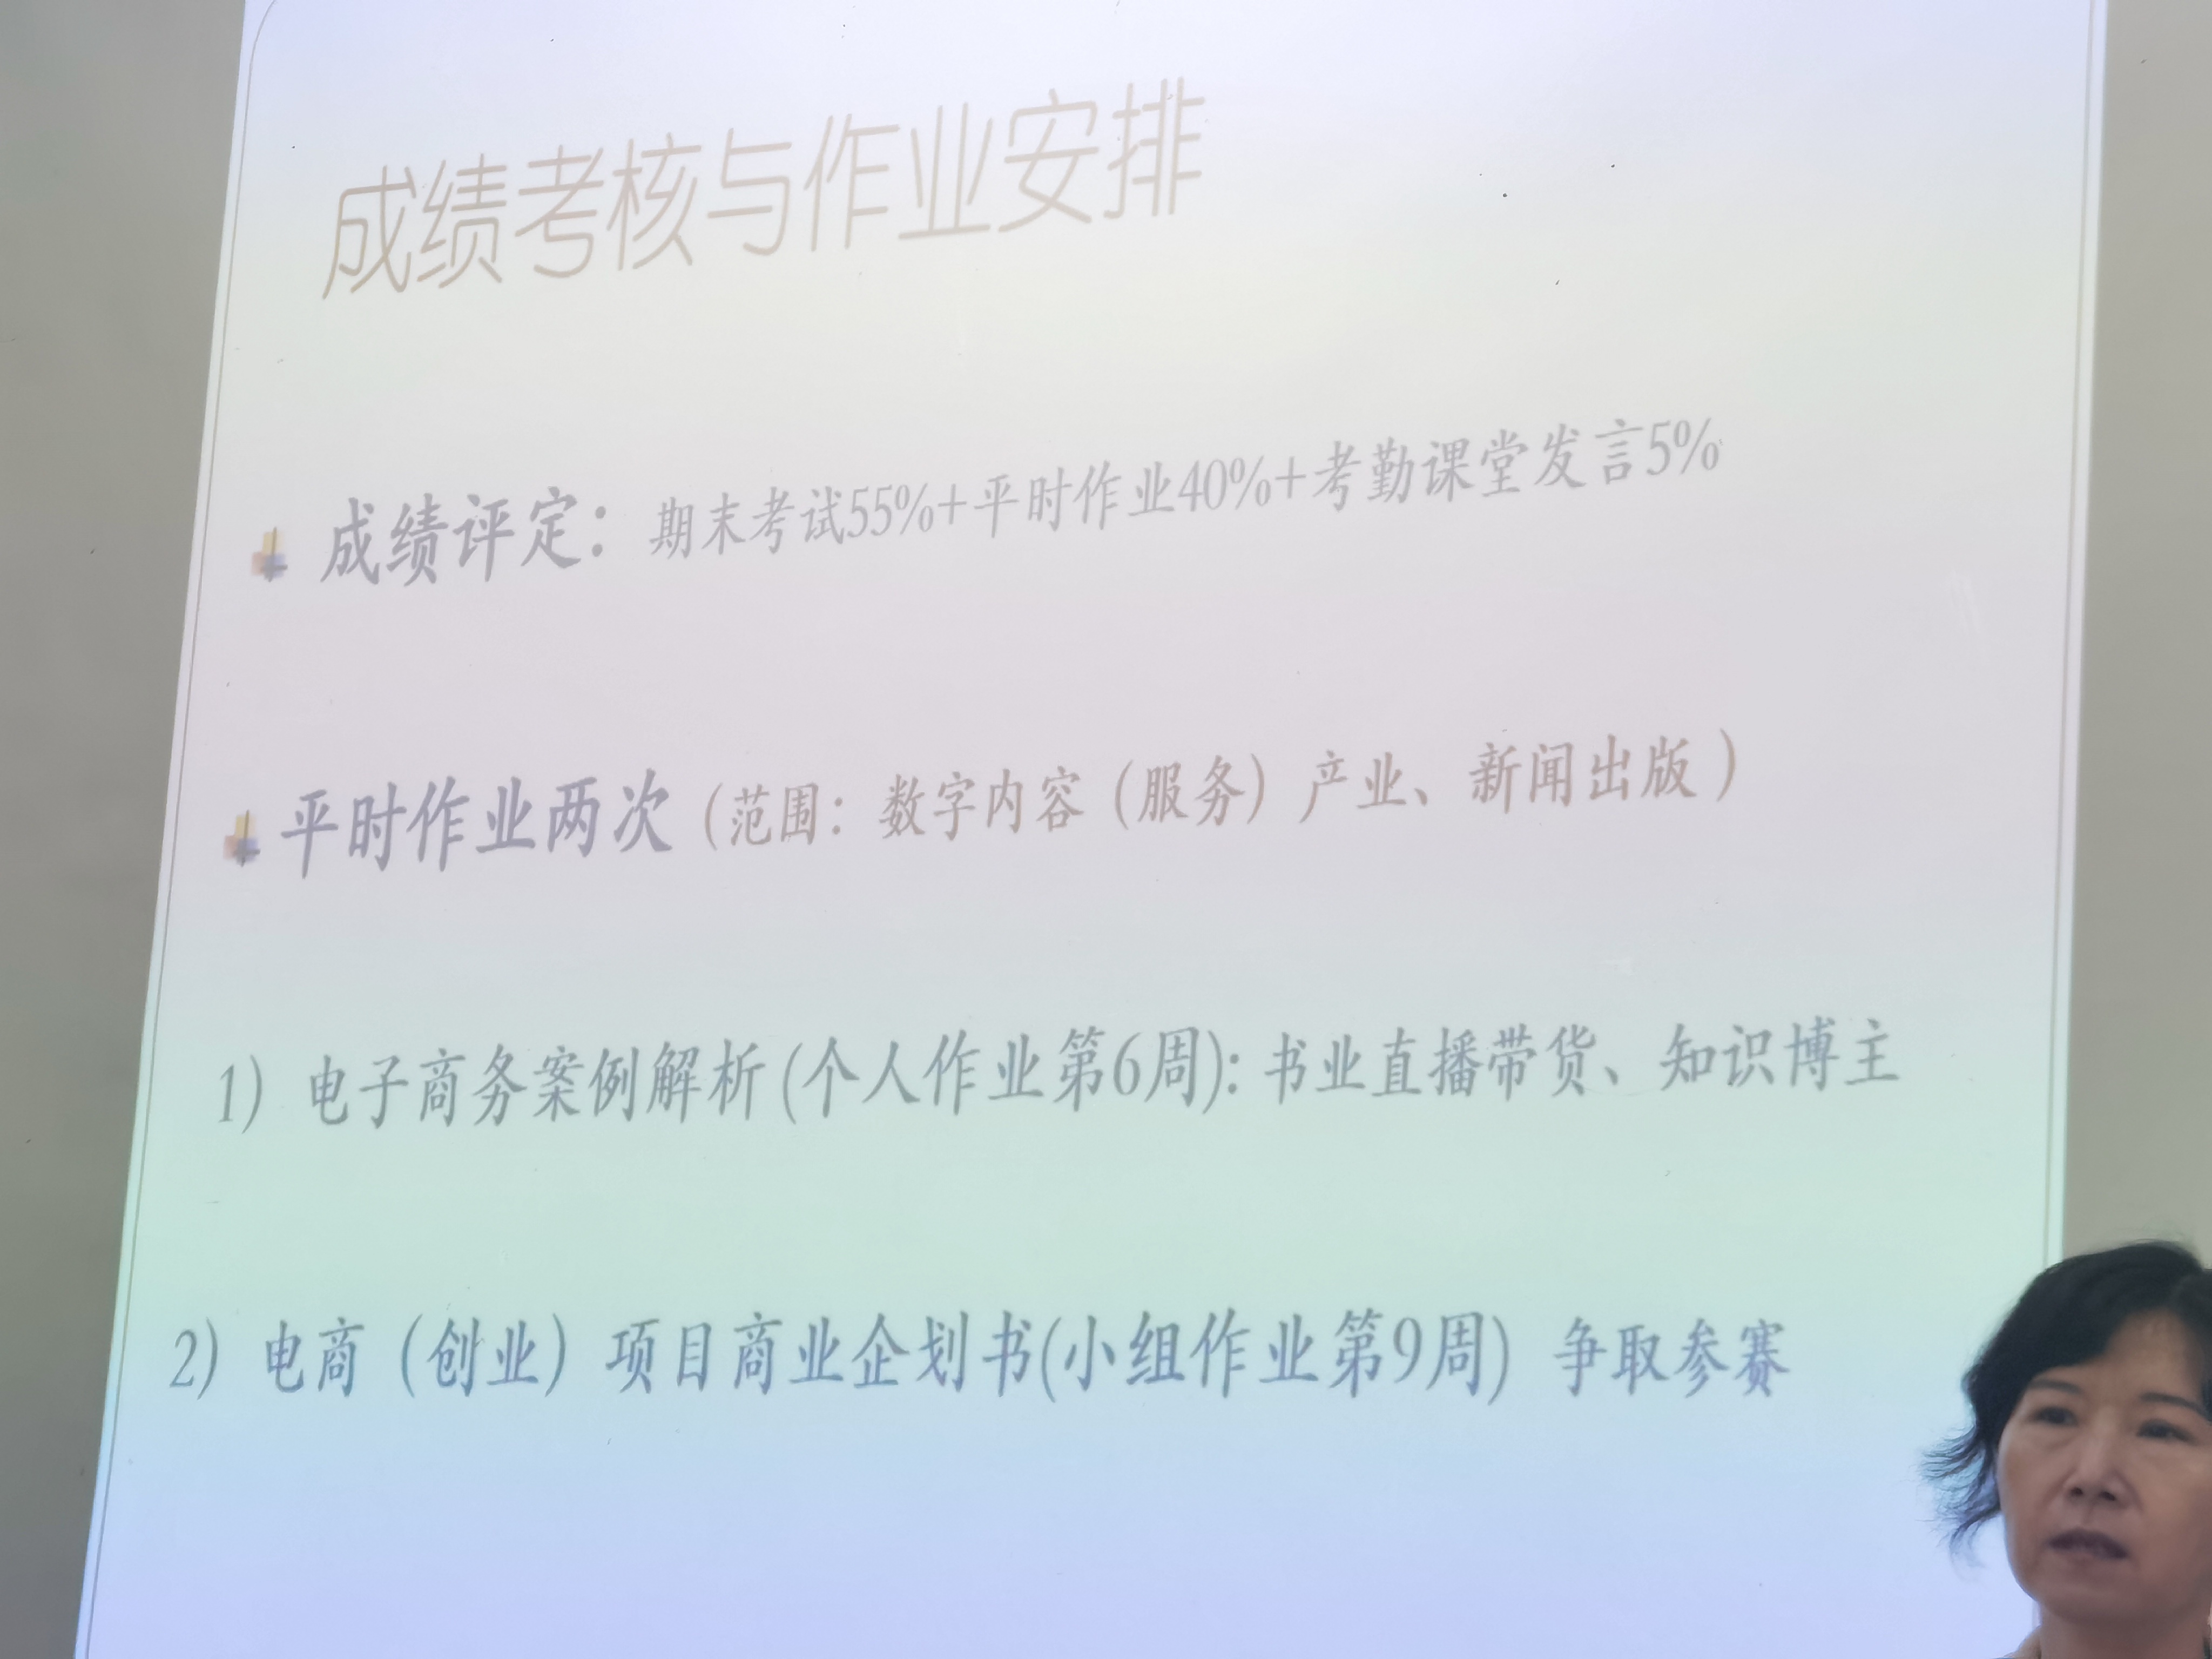 成绩考核与作业安排
成绩评定：期末考试55%+平时作业40%+考勤课堂发言5%
平时作业两次（范围：数字内容（服务）产业、新闻出版）
1) 电子商务案例解析(个人作业第6周): 书业直播带货、知识博主
2) 电商（创业）项目商业企划书(小组作业第9周) 争取参赛